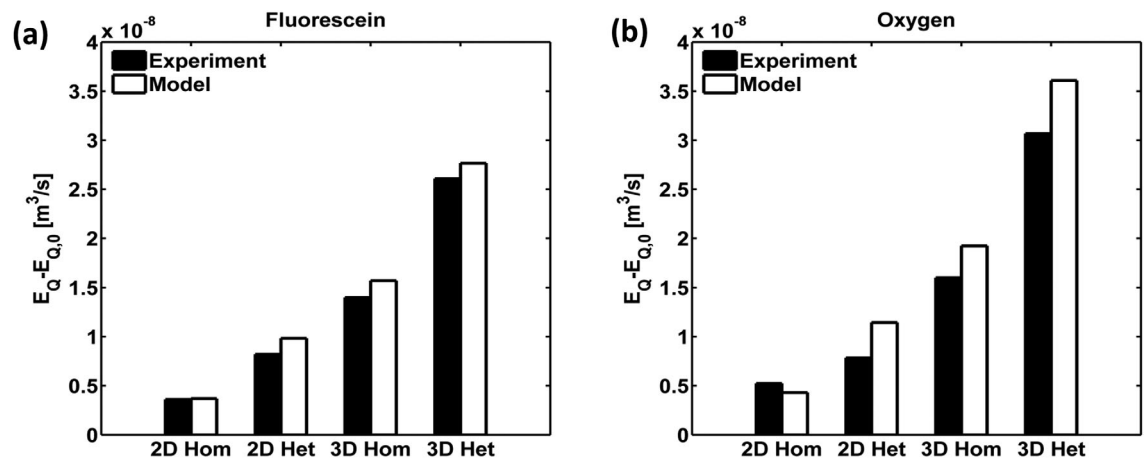 (a)
Fluorescein
x 10^-8
4
3.5
3
2.5
2
1.5
1
0.5
0
E_Q-E_Q,0 [m^3/s]
Experiment
Model
2D Hom 2D Het 3D Hom 3D Het
(b)
Oxygen
x 10^-8
4
3.5
3
2.5
2
1.5
1
0.5
0
E_Q-E_Q,0 [m^3/s]
Experiment
Model
2D Hom 2D Het 3D Hom 3D Het